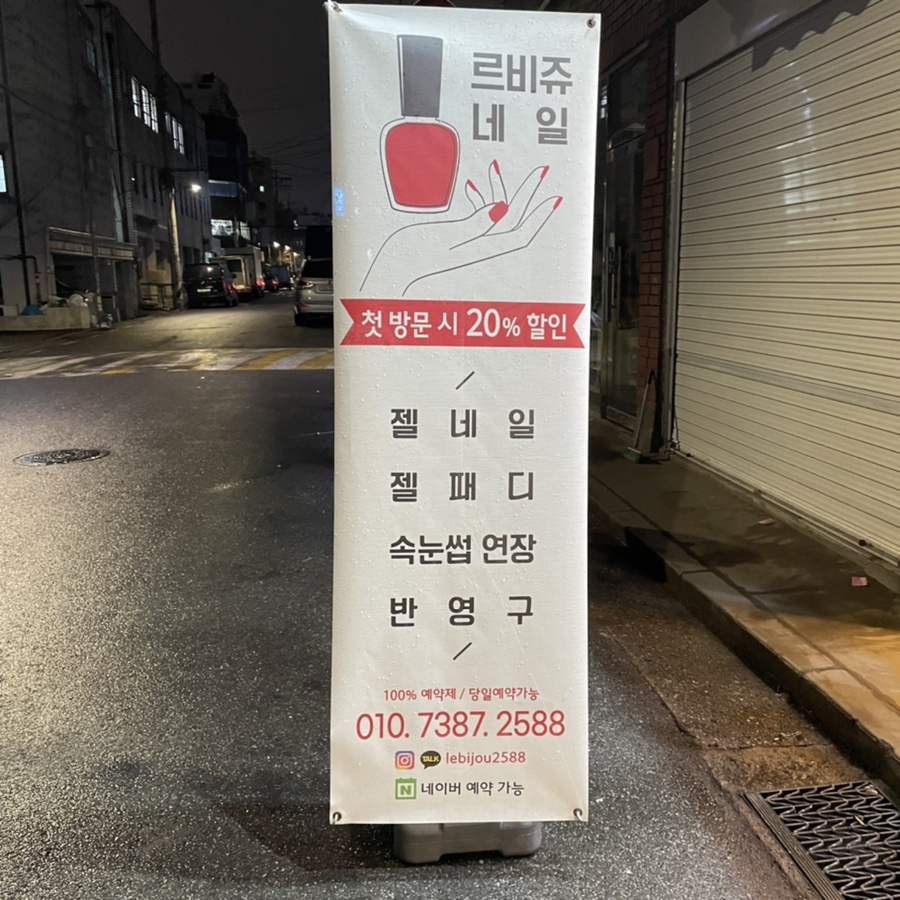 르비쥬
네 일
첫 방문 시 20% 할인
젤 네 일
젤 패 디
속눈썹 연장
반 영 구
100% 예약제 / 당일예약가능
010. 7387. 2588
TALK lebijou2588
N 네이버 예약 가능